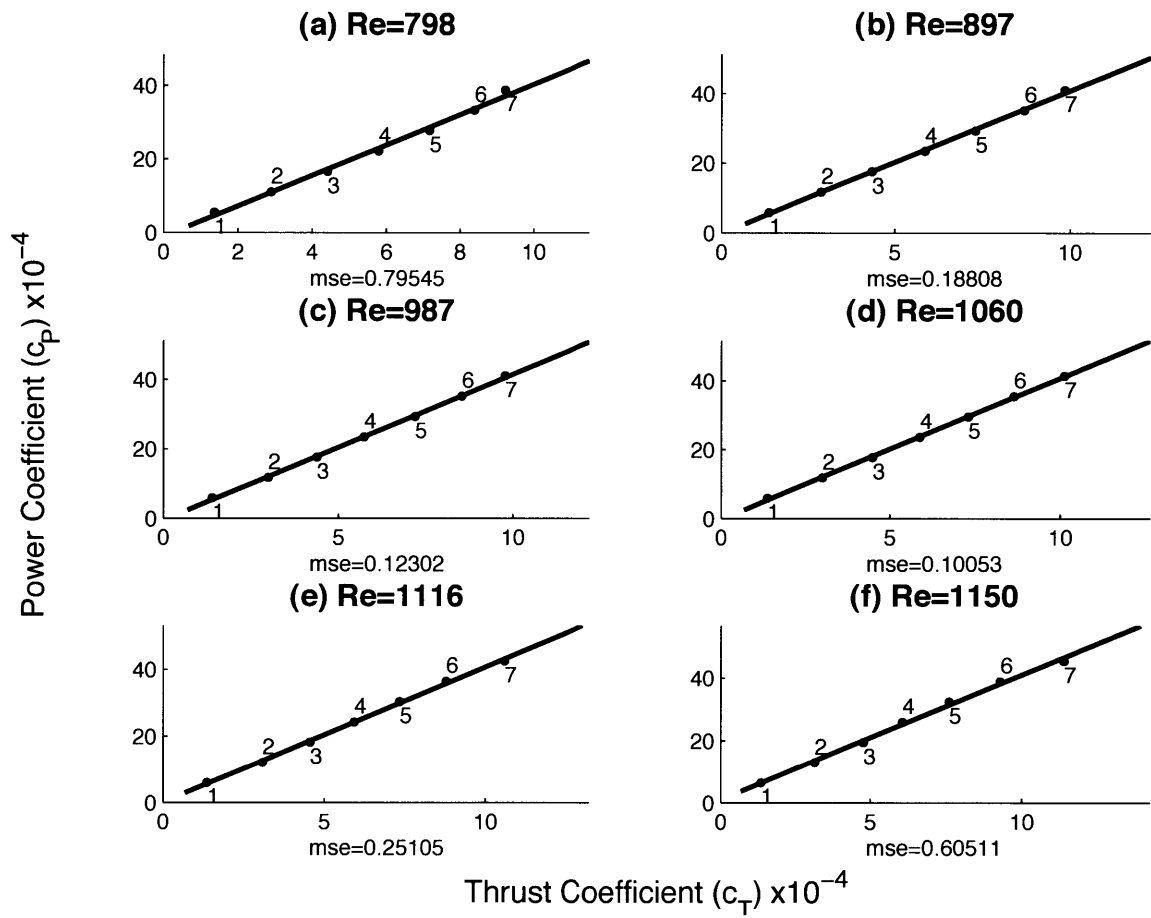 (a) Re=798
(b) Re=897
40
20
0
0 2 4 6 8 10
1 2 3 4 5 6 7
mse=0.79545
40
20
0
0 5 10
1 2 3 4 5 6 7
mse=0.18808
(c) Re=987
(d) Re=1060
40
20
0
0 5 10
1 2 3 4 5 6 7
mse=0.12302
40
20
0
0 5 10
1 2 3 4 5 6 7
mse=0.10053
(e) Re=1116
(f) Re=1150
40
20
0
0 5 10
1 2 3 4 5 6 7
mse=0.25105
40
20
0
0 5 10
1 2 3 4 5 6 7
mse=0.60511
Power Coefficient (c_P) x10^−4
Thrust Coefficient (c_T) x10^−4